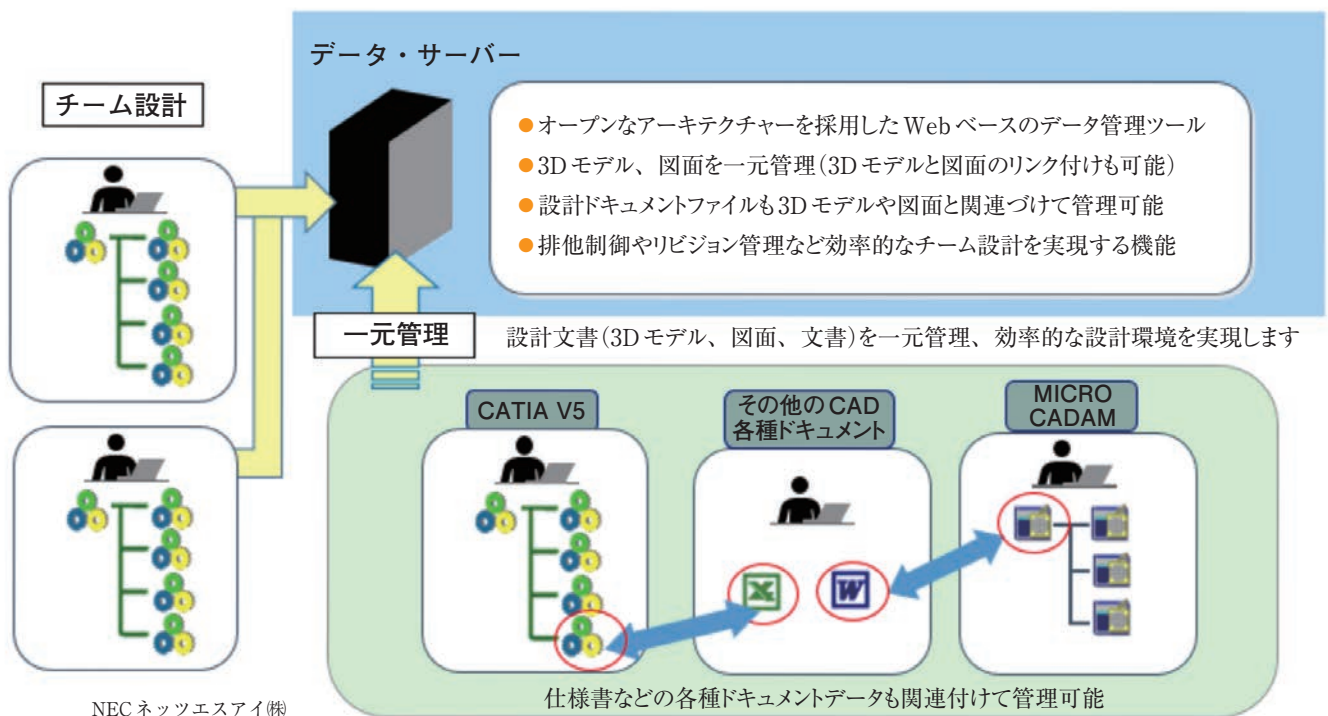 データ・サーバー
チーム設計
●オープンなアーキテクチャーを採用したWebベースのデータ管理ツール
●3Dモデル、図面を一元管理(3Dモデルと図面のリンク付けも可能)
●設計ドキュメントファイルも3Dモデルや図面と関連づけて管理可能
●排他制御やリビジョン管理など効率的なチーム設計を実現する機能
一元管理
設計文書(3Dモデル、図面、文書)を一元管理、効率的な設計環境を実現します
CATIA V5
その他のCAD
各種ドキュメント
MICRO
CADAM
仕様書などの各種ドキュメントデータも関連付けて管理可能
NECネッツエスアイ㈱